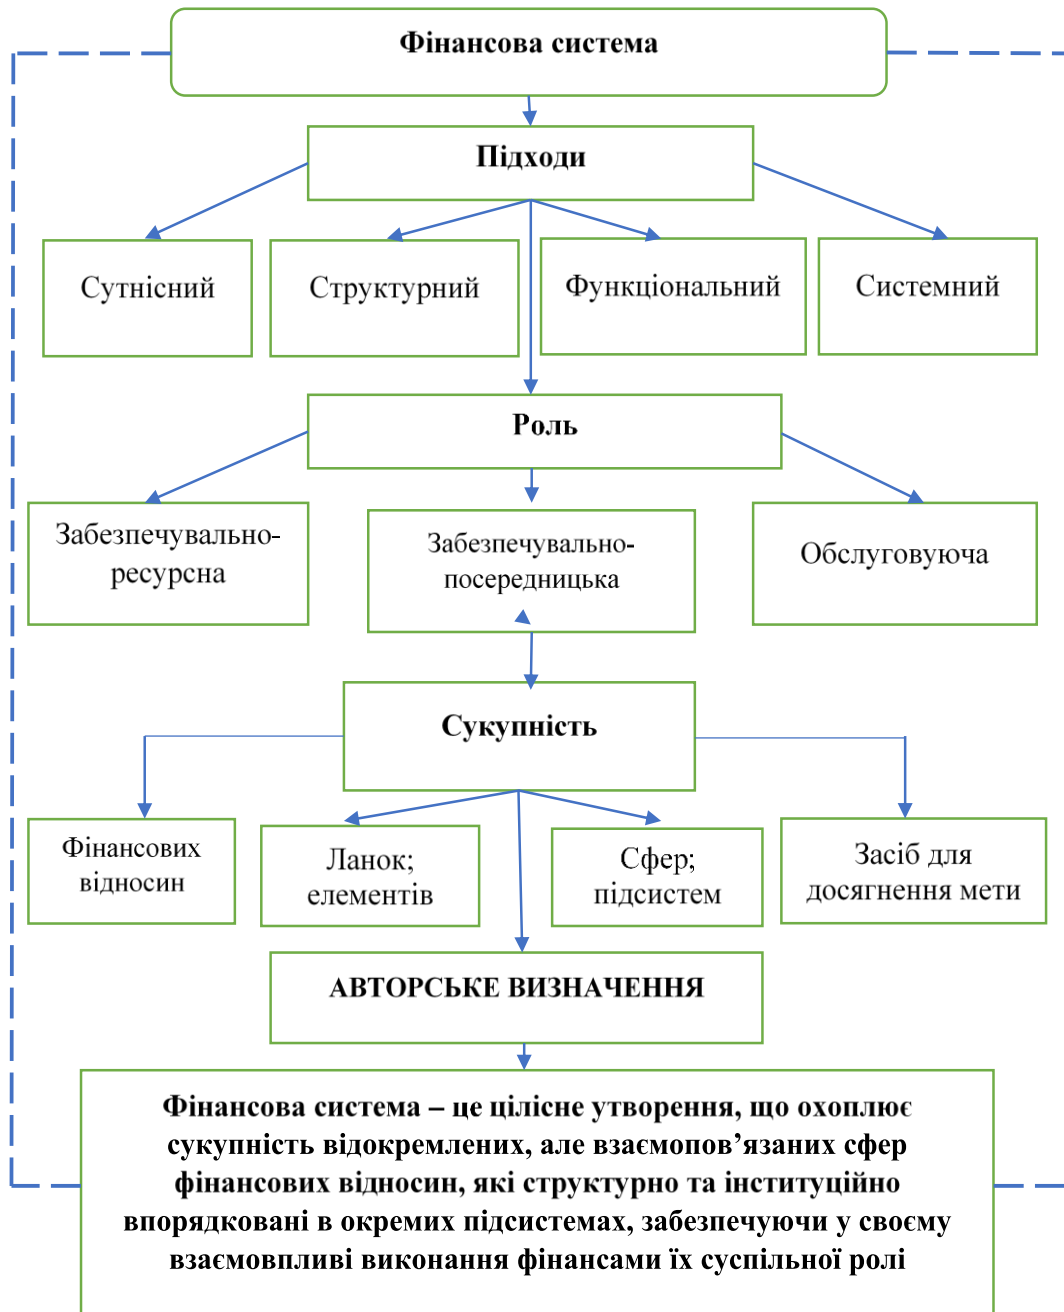 Фінансова система
Підходи
Сутнісний
Структурний
Функціональний
Системний
Роль
Забезпечувально-
ресурсна
Забезпечувально-
посередницька
Обслуговуюча
Сукупність
Фінансових
відносин
Ланок;
елементів
Сфер;
підсистем
Засіб для
досягнення мети
АВТОРСЬКЕ ВИЗНАЧЕННЯ
Фінансова система – це цілісне утворення, що охоплює
сукупність відокремлених, але взаємопов’язаних сфер
фінансових відносин, які структурно та інституційно
впорядковані в окремих підсистемах, забезпечуючи у своєму
взаємовпливі виконання фінансами їх суспільної ролі